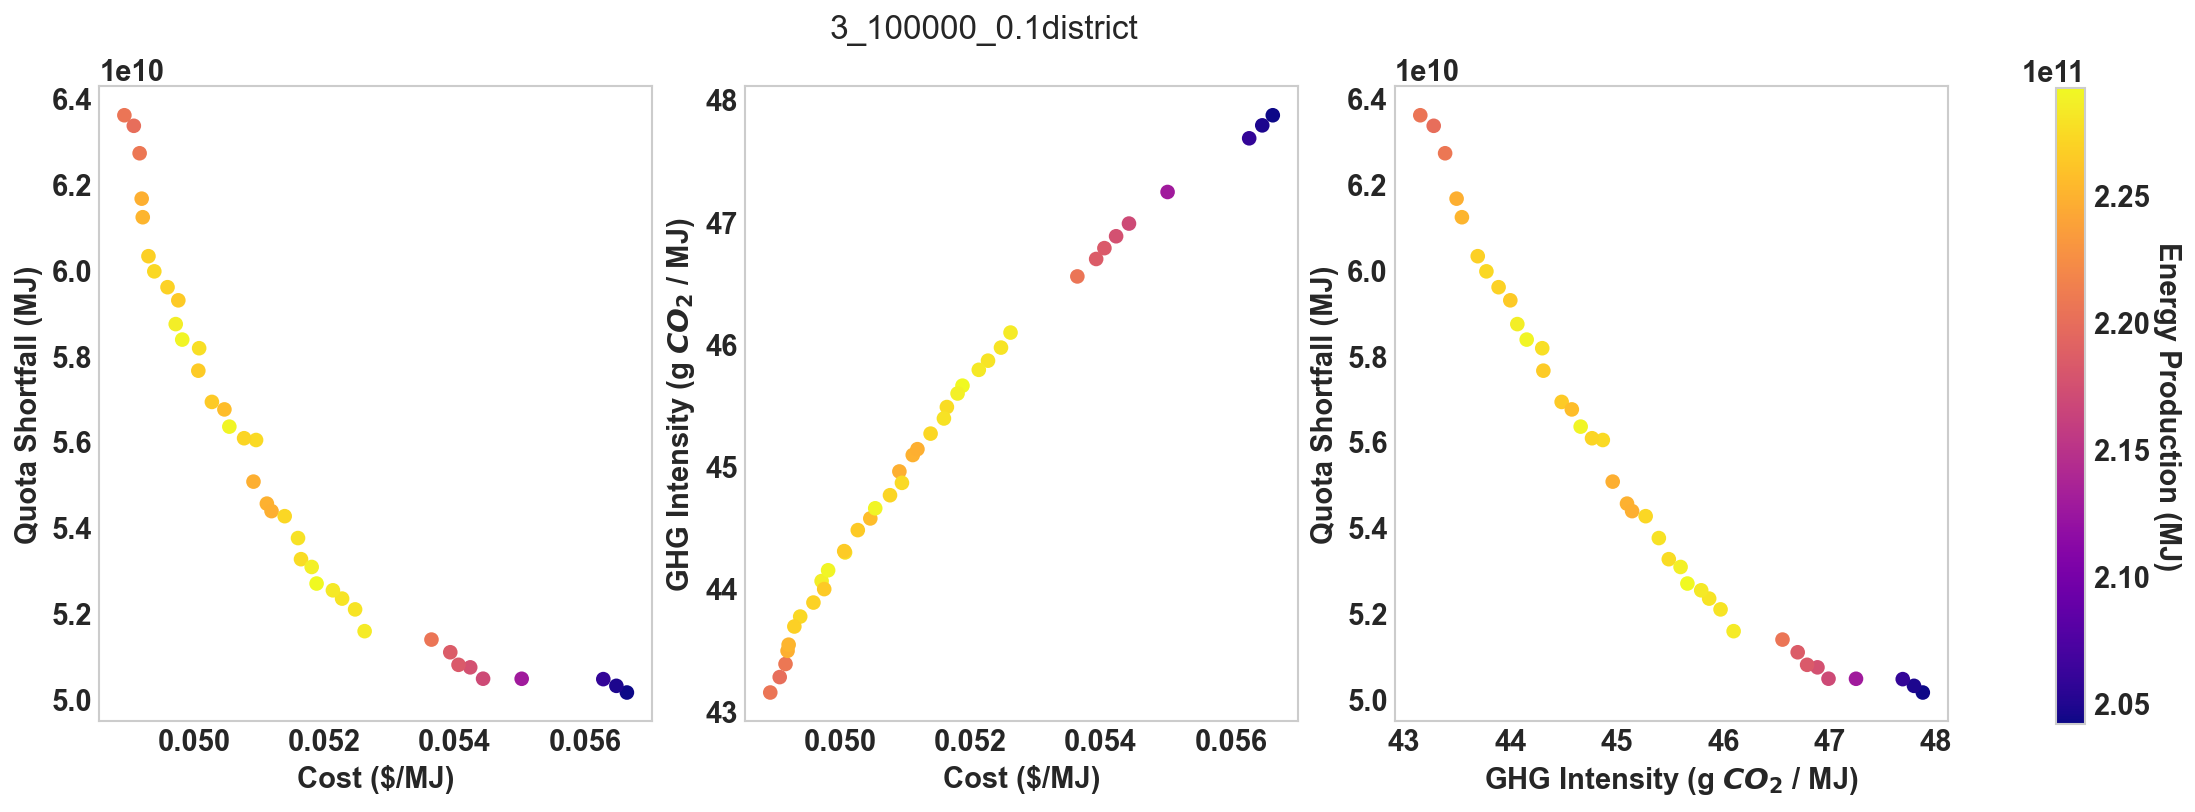 3_100000_0.1district
1e10
6.4
6.2
6.0
5.8
5.6
5.4
5.2
5.0
Quota Shortfall (MJ)
0.050 0.052 0.054 0.056
Cost ($/MJ)
48
47
46
45
44
43
GHG Intensity (g CO₂ / MJ)
0.050 0.052 0.054 0.056
Cost ($/MJ)
1e10
6.4
6.2
6.0
5.8
5.6
5.4
5.2
5.0
Quota Shortfall (MJ)
43 44 45 46 47 48
GHG Intensity (g CO₂ / MJ)
1e11
2.25
2.20
2.15
2.10
2.05
Energy Production (MJ)